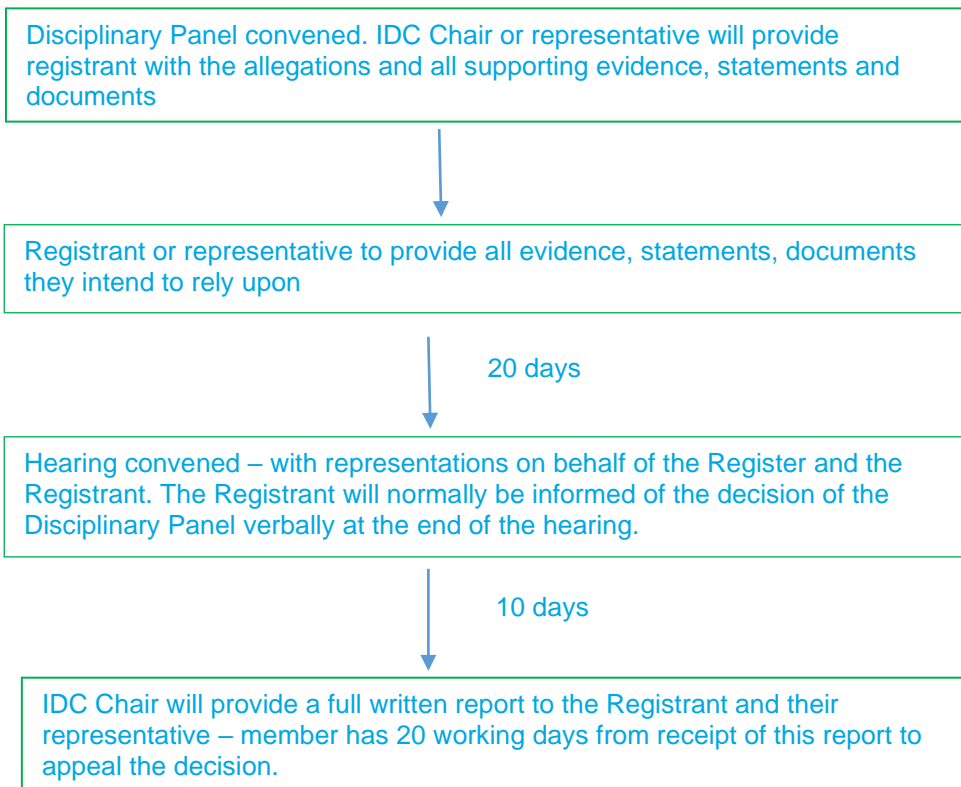 Disciplinary Panel convened. IDC Chair or representative will provide
registrant with the allegations and all supporting evidence, statements and
documents
Registrant or representative to provide all evidence, statements, documents
they intend to rely upon
20 days
Hearing convened – with representations on behalf of the Register and the
Registrant. The Registrant will normally be informed of the decision of the
Disciplinary Panel verbally at the end of the hearing.
10 days
IDC Chair will provide a full written report to the Registrant and their
representative – member has 20 working days from receipt of this report to
appeal the decision.